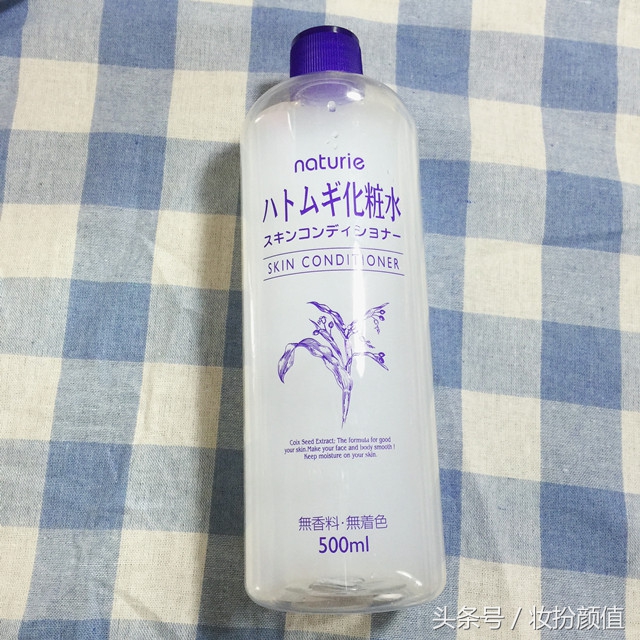 naturie
ハトムギ化粧水
スキンコンディショナー
SKIN CONDITIONER
Coix Seed Extract; The formula for good
your skin.Make your face and body smooth!
Keep moisture on your skin.
無香料・無着色
500ml
头条号 / 妆扮颜值